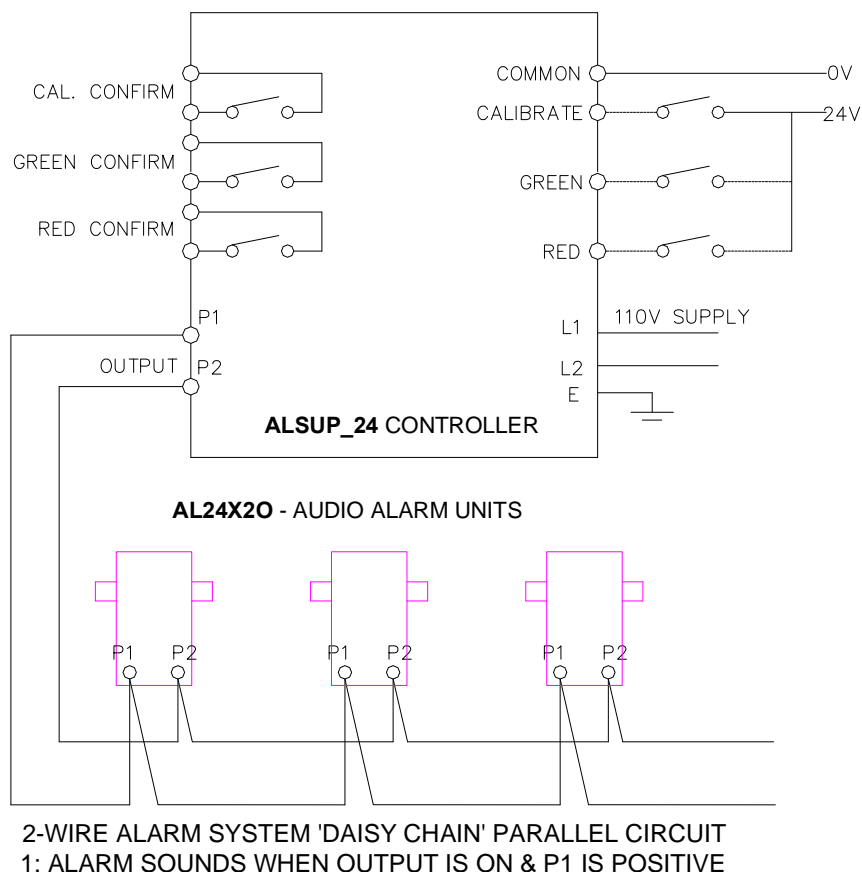 COMMON
0V
CAL. CONFIRM
CALIBRATE
24V
GREEN CONFIRM
GREEN
RED CONFIRM
RED
P1
L1
110V SUPPLY
OUTPUT
P2
L2
E
ALSUP_24 CONTROLLER
AL24X2O - AUDIO ALARM UNITS
P1 P2
P1 P2
P1 P2
2-WIRE ALARM SYSTEM 'DAISY CHAIN' PARALLEL CIRCUIT
1: ALARM SOUNDS WHEN OUTPUT IS ON & P1 IS POSITIVE